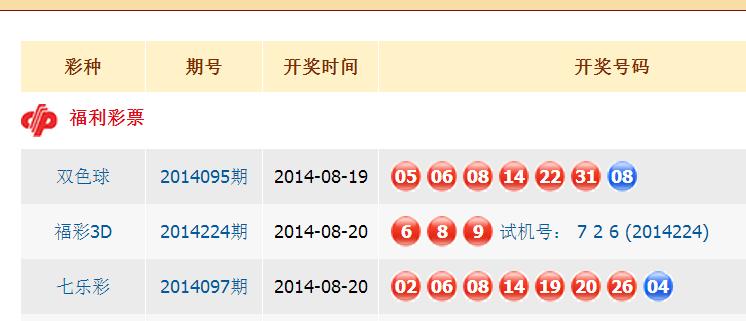 彩种 期号 开奖时间 开奖号码
福利彩票
双色球 2014095期 2014-08-19 05 06 08 14 22 31 08
福彩3D 2014224期 2014-08-20 6 8 9 试机号： 7 2 6 (2014224)
七乐彩 2014097期 2014-08-20 02 06 08 14 19 20 26 04